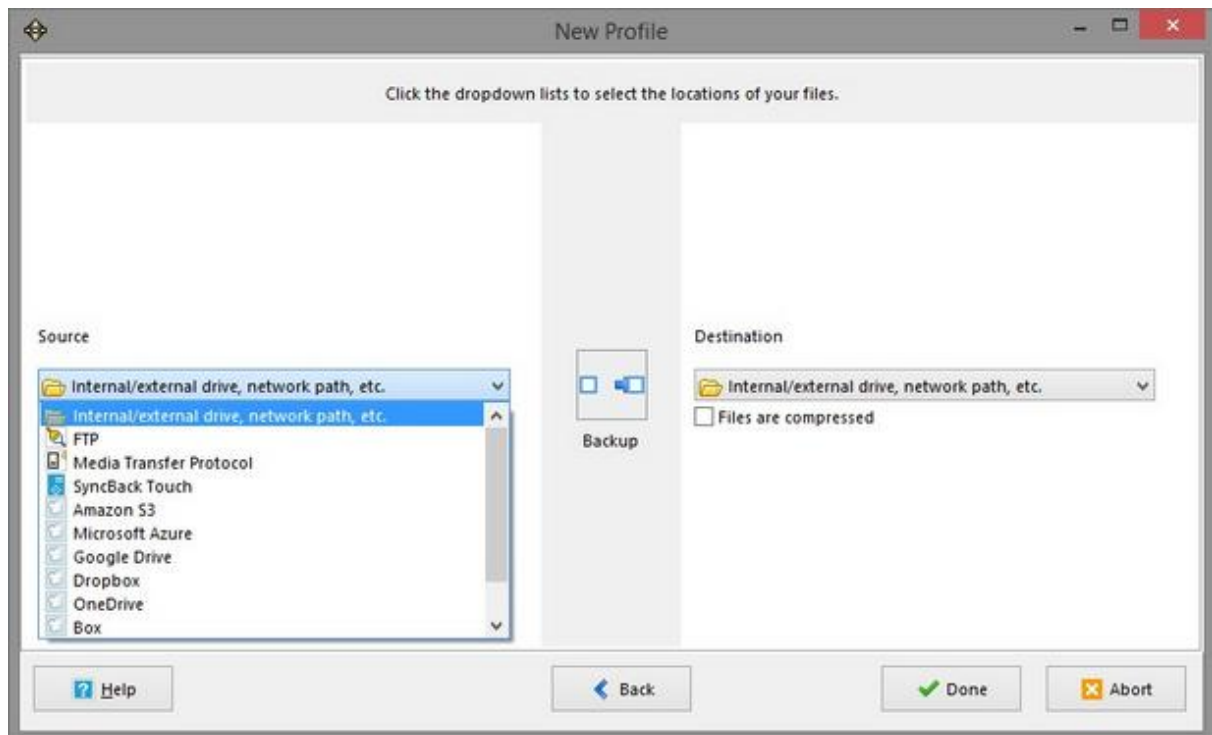 New Profile
Click the dropdown lists to select the locations of your files.
Source
Internal/external drive, network path, etc.
Internal/external drive, network path, etc.
FTP
Media Transfer Protocol
SyncBack Touch
Amazon S3
Microsoft Azure
Google Drive
Dropbox
OneDrive
Box
Backup
Destination
Internal/external drive, network path, etc.
Files are compressed
Help
Back
Done
Abort